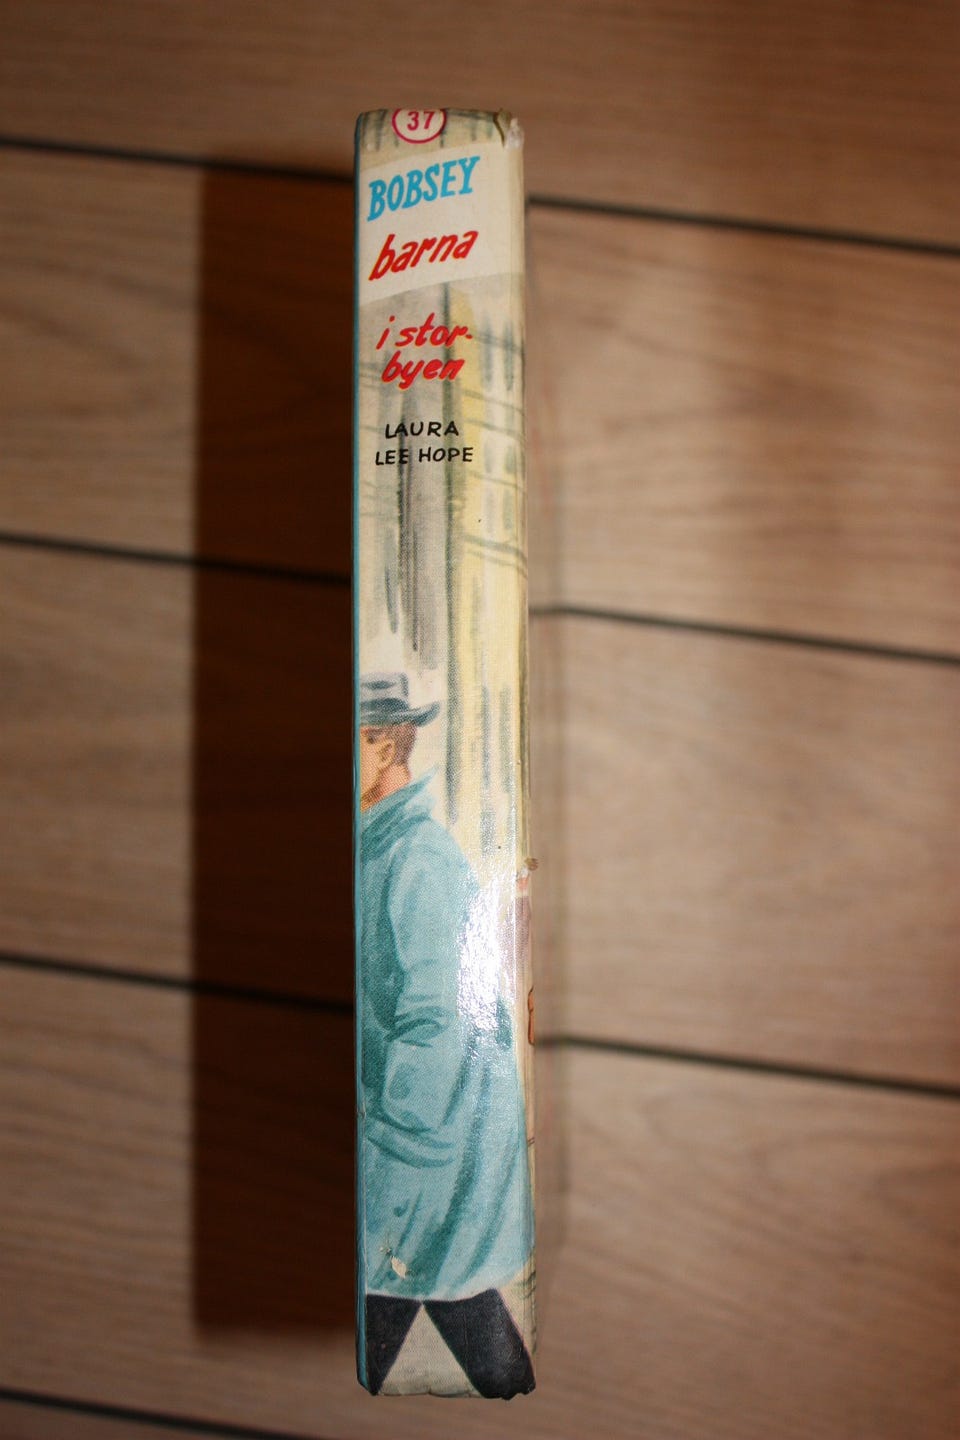 37
BOBSEY
barna
i stor-
byen
LAURA
LEE HOPE